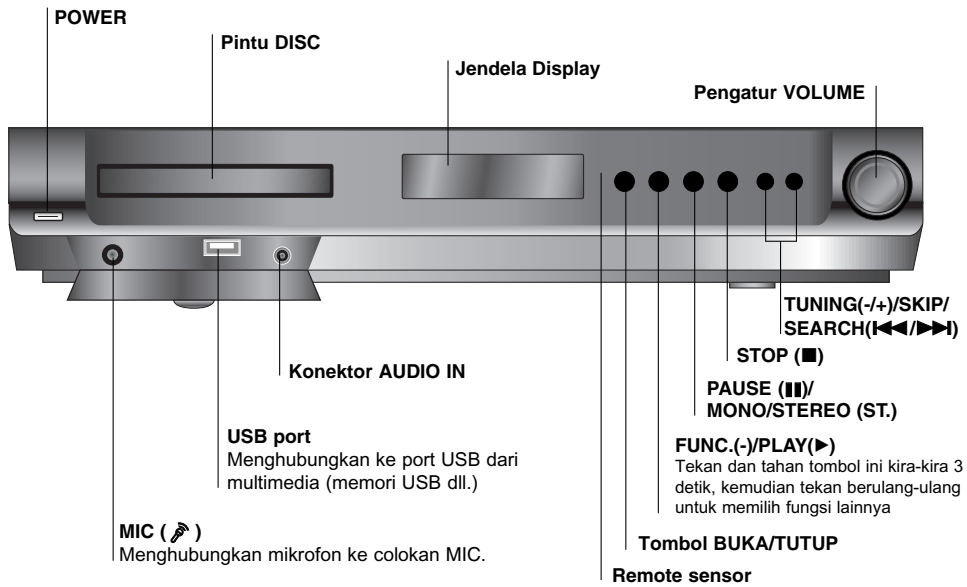 POWER
Pintu DISC
Jendela Display
Pengatur VOLUME
TUNING(-/+)/SKIP/
SEARCH(⏮/⏭)
STOP (■)
PAUSE (▮▮)/
MONO/STEREO (ST.)
FUNC.(-)/PLAY(▶)
Tekan dan tahan tombol ini kira-kira 3
detik, kemudian tekan berulang-ulang
untuk memilih fungsi lainnya
Tombol BUKA/TUTUP
Remote sensor
Konektor AUDIO IN
USB port
Menghubungkan ke port USB dari
multimedia (memori USB dll.)
MIC (🎤)
Menghubungkan mikrofon ke colokan MIC.